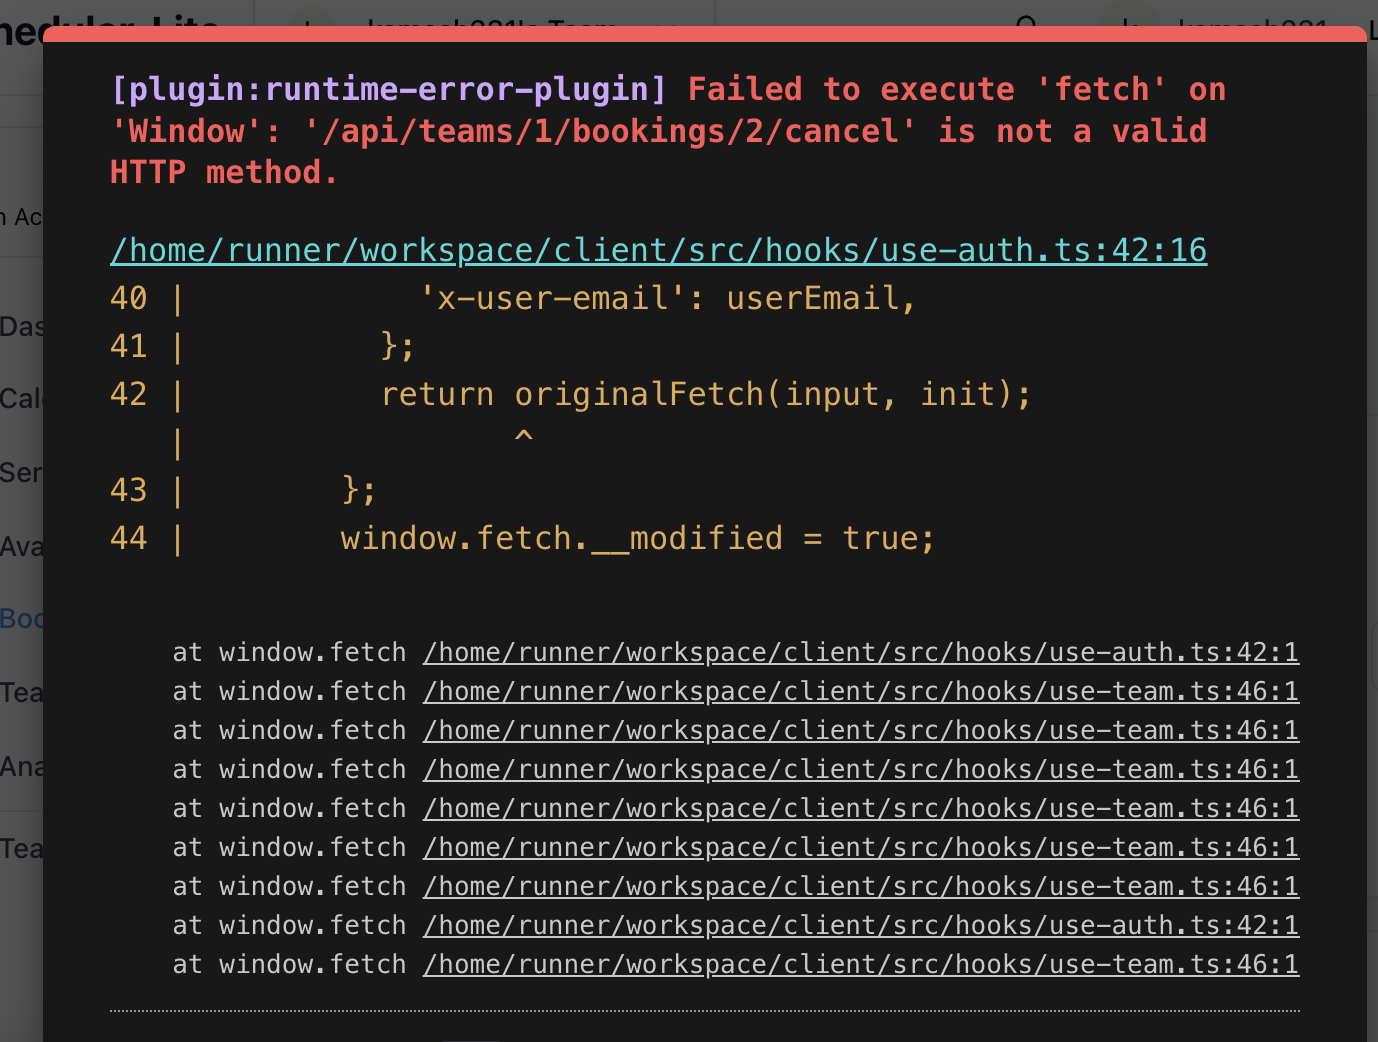 [plugin:runtime-error-plugin] Failed to execute 'fetch' on
'Window': '/api/teams/1/bookings/2/cancel' is not a valid
HTTP method.
/home/runner/workspace/client/src/hooks/use-auth.ts:42:16
40 | 'x-user-email': userEmail,
41 | };
42 | return originalFetch(input, init);
| ^
43 | };
44 | window.fetch.__modified = true;
at window.fetch /home/runner/workspace/client/src/hooks/use-auth.ts:42:1
at window.fetch /home/runner/workspace/client/src/hooks/use-team.ts:46:1
at window.fetch /home/runner/workspace/client/src/hooks/use-team.ts:46:1
at window.fetch /home/runner/workspace/client/src/hooks/use-team.ts:46:1
at window.fetch /home/runner/workspace/client/src/hooks/use-team.ts:46:1
at window.fetch /home/runner/workspace/client/src/hooks/use-team.ts:46:1
at window.fetch /home/runner/workspace/client/src/hooks/use-team.ts:46:1
at window.fetch /home/runner/workspace/client/src/hooks/use-auth.ts:42:1
at window.fetch /home/runner/workspace/client/src/hooks/use-team.ts:46:1